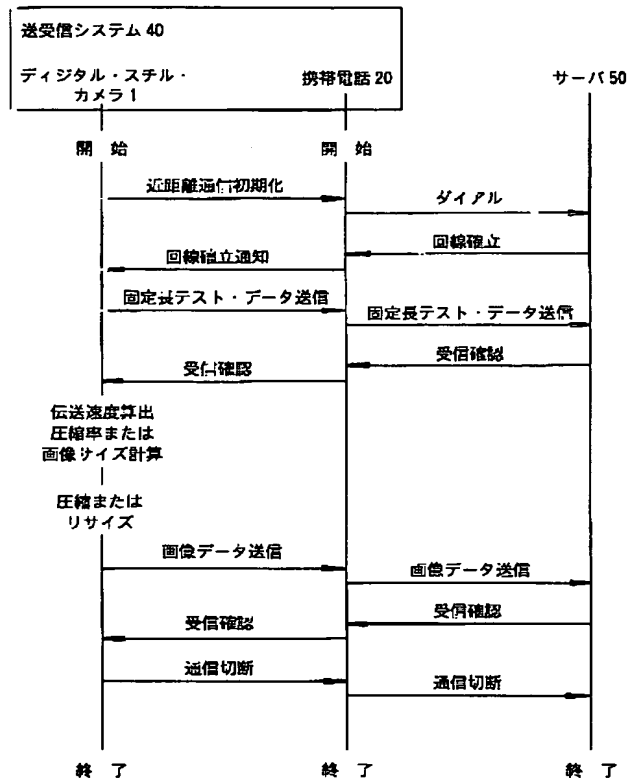 送受信システム 40
ディジタル・スチル・
カメラ 1
携帯電話 20
サーバ 50
開 始
開 始
近距離通信初期化
ダイアル
回線確立
回線確立通知
固定長テスト・データ送信
固定長テスト・データ送信
受信確認
受信確認
伝送速度算出
圧縮率または
画像サイズ計算
圧縮または
リサイズ
画像データ送信
画像データ送信
受信確認
受信確認
通信切断
通信切断
終 了
終 了
終 了